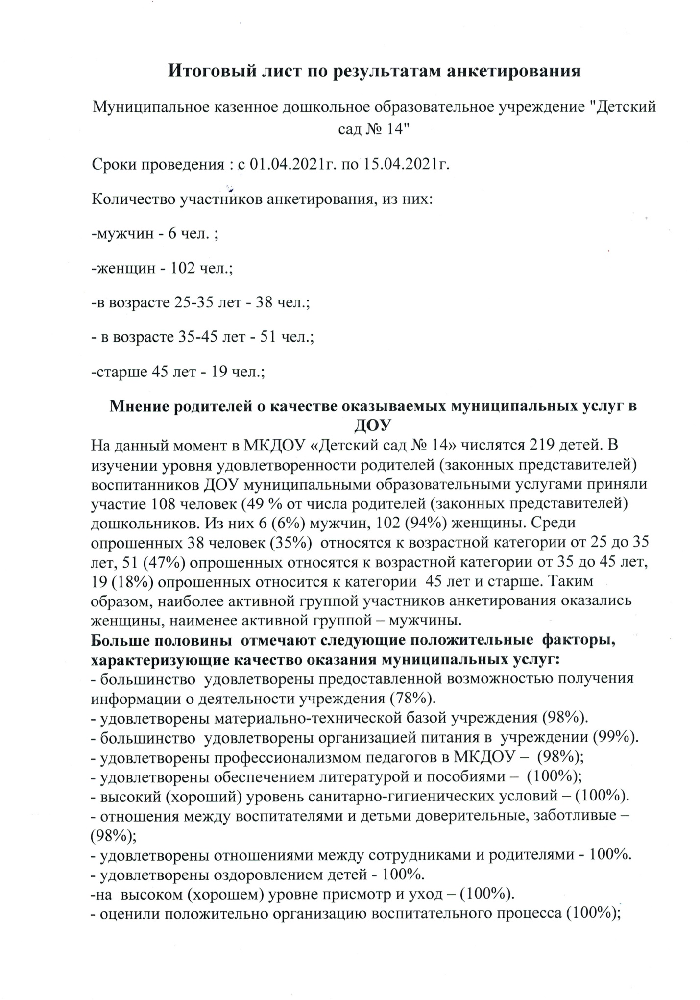 Итоговый лист по результатам анкетирования
Муниципальное казенное дошкольное образовательное учреждение "Детский
сад № 14"
Сроки проведения : с 01.04.2021г. по 15.04.2021г.
Количество участников анкетирования, из них:
-мужчин - 6 чел. ;
-женщин - 102 чел.;
-в возрасте 25-35 лет - 38 чел.;
- в возрасте 35-45 лет - 51 чел.;
-старше 45 лет - 19 чел.;
Мнение родителей о качестве оказываемых муниципальных услуг в
ДОУ
На данный момент в МКДОУ «Детский сад № 14» числятся 219 детей. В
изучении уровня удовлетворенности родителей (законных представителей)
воспитанников ДОУ муниципальными образовательными услугами приняли
участие 108 человек (49 % от числа родителей (законных представителей)
дошкольников. Из них 6 (6%) мужчин, 102 (94%) женщины. Среди
опрошенных 38 человек (35%)  относятся к возрастной категории от 25 до 35
лет, 51 (47%) опрошенных относятся к возрастной категории от 35 до 45 лет,
19 (18%) опрошенных относится к категории  45 лет и старше. Таким
образом, наиболее активной группой участников анкетирования оказались
женщины, наименее активной группой – мужчины.
Больше половины  отмечают следующие положительные  факторы,
характеризующие качество оказания муниципальных услуг:
- большинство  удовлетворены предоставленной возможностью получения
информации о деятельности учреждения (78%).
- удовлетворены материально-технической базой учреждения (98%).
- большинство  удовлетворены организацией питания в  учреждении (99%).
- удовлетворены профессионализмом педагогов в МКДОУ –  (98%);
- удовлетворены обеспечением литературой и пособиями –  (100%);
- высокий (хороший) уровень санитарно-гигиенических условий – (100%).
- отношения между воспитателями и детьми доверительные, заботливые –
(98%);
- удовлетворены отношениями между сотрудниками и родителями - 100%.
- удовлетворены оздоровлением детей - 100%.
-на  высоком (хорошем) уровне присмотр и уход – (100%).
- оценили положительно организацию воспитательного процесса (100%);